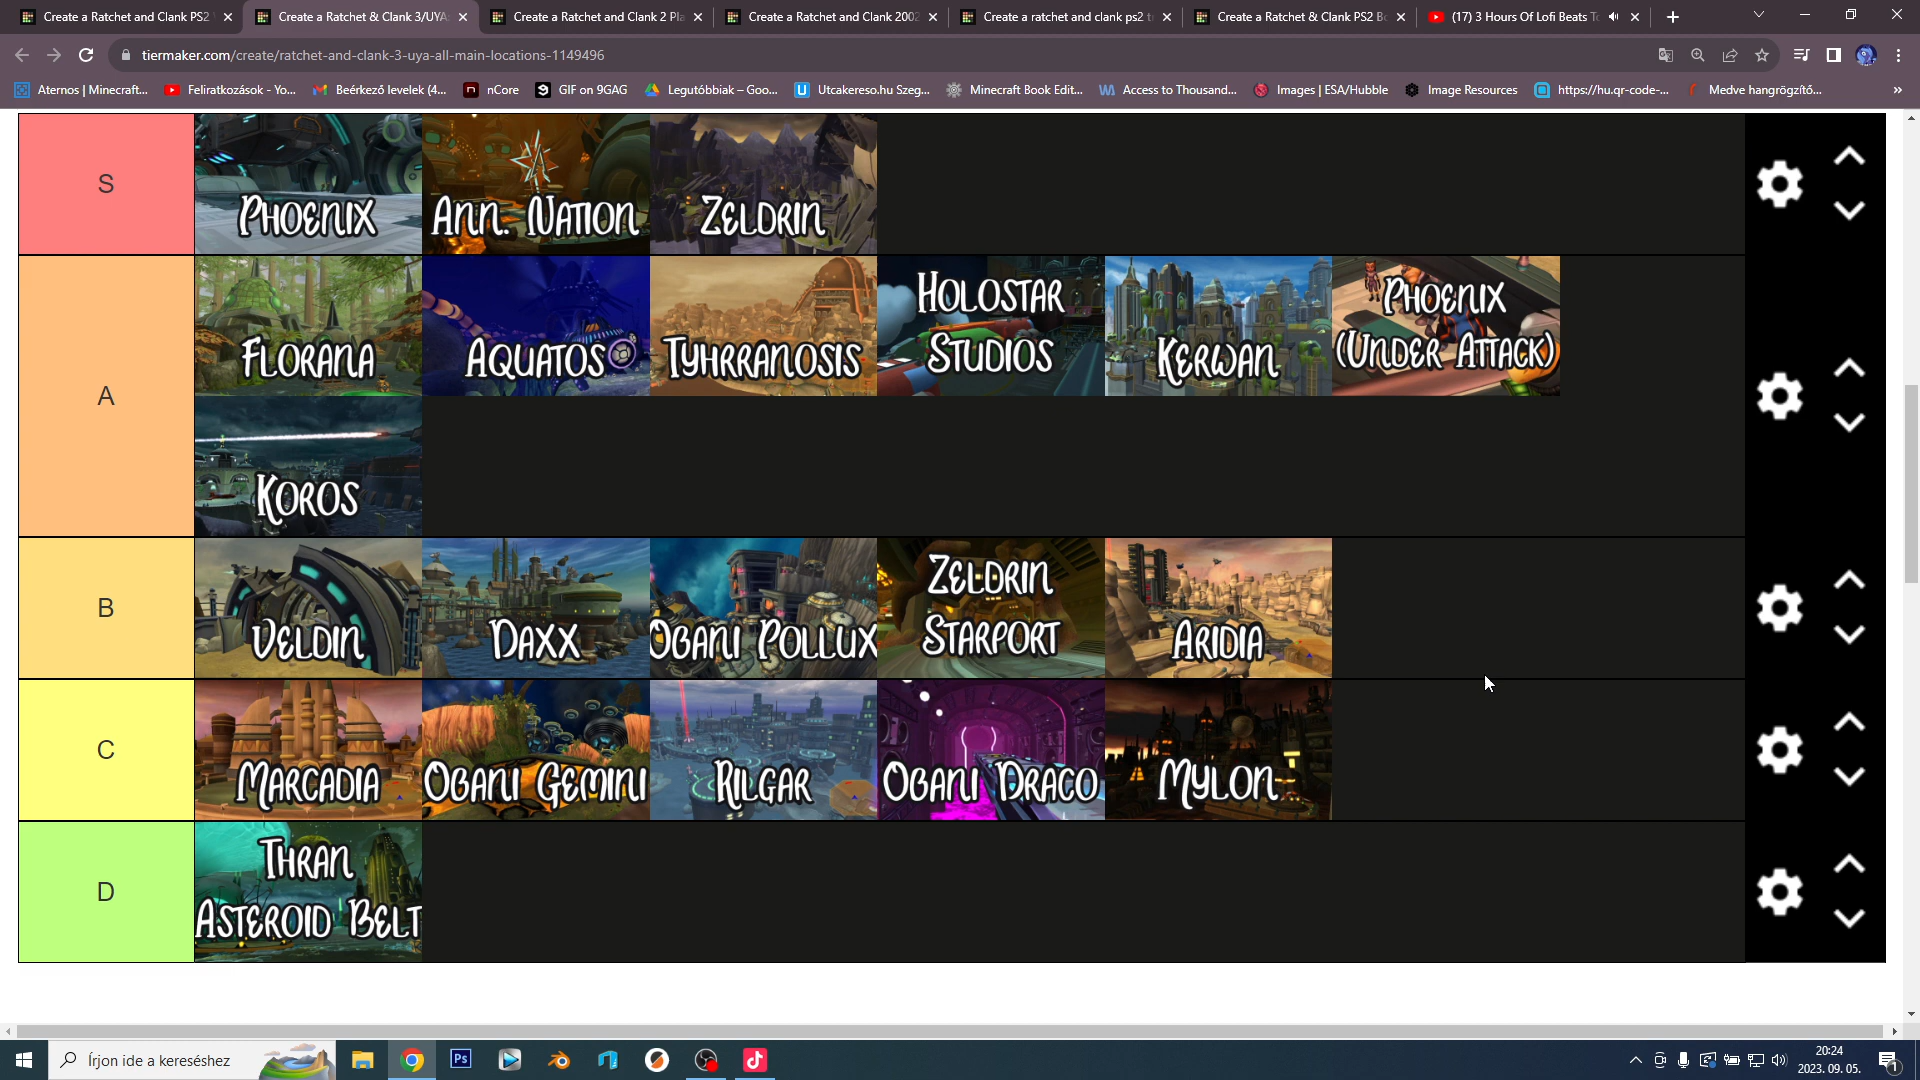 Create a Ratchet and Clank PS2
Create a Ratchet & Clank 3/UYA
Create a Ratchet and Clank 2 Pla
Create a Ratchet and Clank 2002
Create a ratchet and clank ps2 t
Create a Ratchet & Clank PS2 Bo
(17) 3 Hours Of Lofi Beats To
tiermaker.com/create/ratchet-and-clank-3-uya-all-main-locations-1149496
Aternos | Minecraft...
Feliratkozások - Yo...
Beérkező levelek (4...
nCore
GIF on 9GAG
Legutóbbiak – Goo...
Utcakereso.hu Szeg...
Minecraft Book Edit...
Access to Thousand...
Images | ESA/Hubble
Image Resources
https://hu.qr-code-...
Medve hangrögzítő...
»
S
Phoenix
Ann. Nation
Zeldrin
A
Florana
Aquatos
Tyhrranosis
Holostar
Studios
Kerwan
Phoenix
(Under Attack)
Koros
B
Veldin
Daxx
Obani Pollux
Zeldrin
Starport
Aridia
C
Marcadia
Obani Gemini
Rilgar
Obani Draco
Mylon
D
Thran
Asteroid Belt
Írjon ide a kereséshez
Ps
20:24
2023. 09. 05.
1